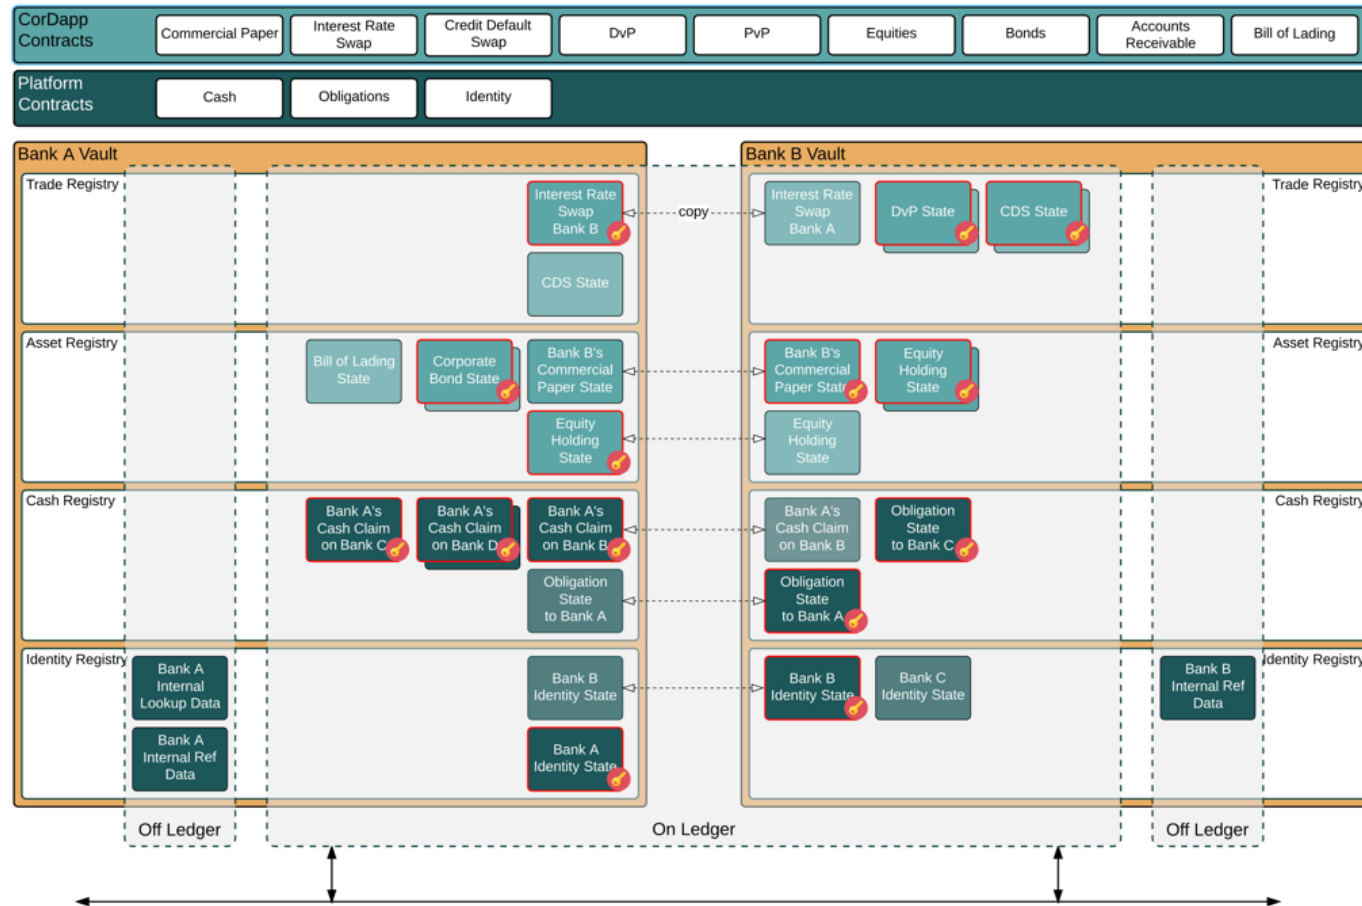 CorDapp
Contracts
Commercial Paper
Interest Rate
Swap
Credit Default
Swap
DvP
PvP
Equities
Bonds
Accounts
Receivable
Bill of Lading
Platform
Contracts
Cash
Obligations
Identity
Bank A Vault
Trade Registry
Interest Rate
Swap
Bank B
CDS State
Asset Registry
Bill of Lading
State
Corporate
Bond State
Bank B's
Commercial
Paper State
Equity
Holding
State
Cash Registry
Bank A's
Cash Claim
on Bank C
Bank A's
Cash Claim
on Bank D
Bank A's
Cash Claim
on Bank B
Obligation
State
to Bank A
Identity Registry
Bank A
Internal
Lookup Data
Bank A
Internal Ref
Data
Bank B
Identity State
Bank A
Identity State
copy
Bank B Vault
Trade Registry
Interest Rate
Swap
Bank A
DvP State
CDS State
Asset Registry
Bank B's
Commercial
Paper State
Equity
Holding
State
Equity
Holding
State
Cash Registry
Bank A's
Cash Claim
on Bank B
Obligation
State
to Bank C
Obligation
State
to Bank A
Identity Registry
Bank B
Identity State
Bank C
Identity State
Bank B
Internal Ref
Data
Off Ledger
On Ledger
Off Ledger